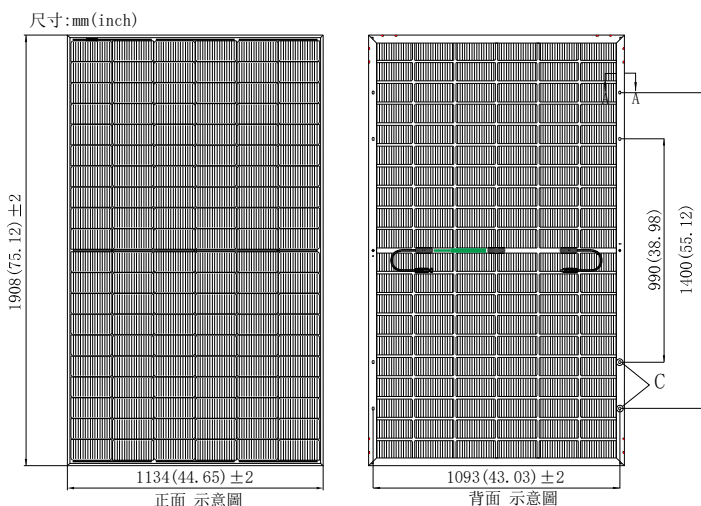 尺寸:mm(inch)
1908(75.12)±2
1134(44.65)±2
正面 示意圖
A
A
990(38.98)
1400(55.12)
C
1093(43.03)±2
背面 示意圖